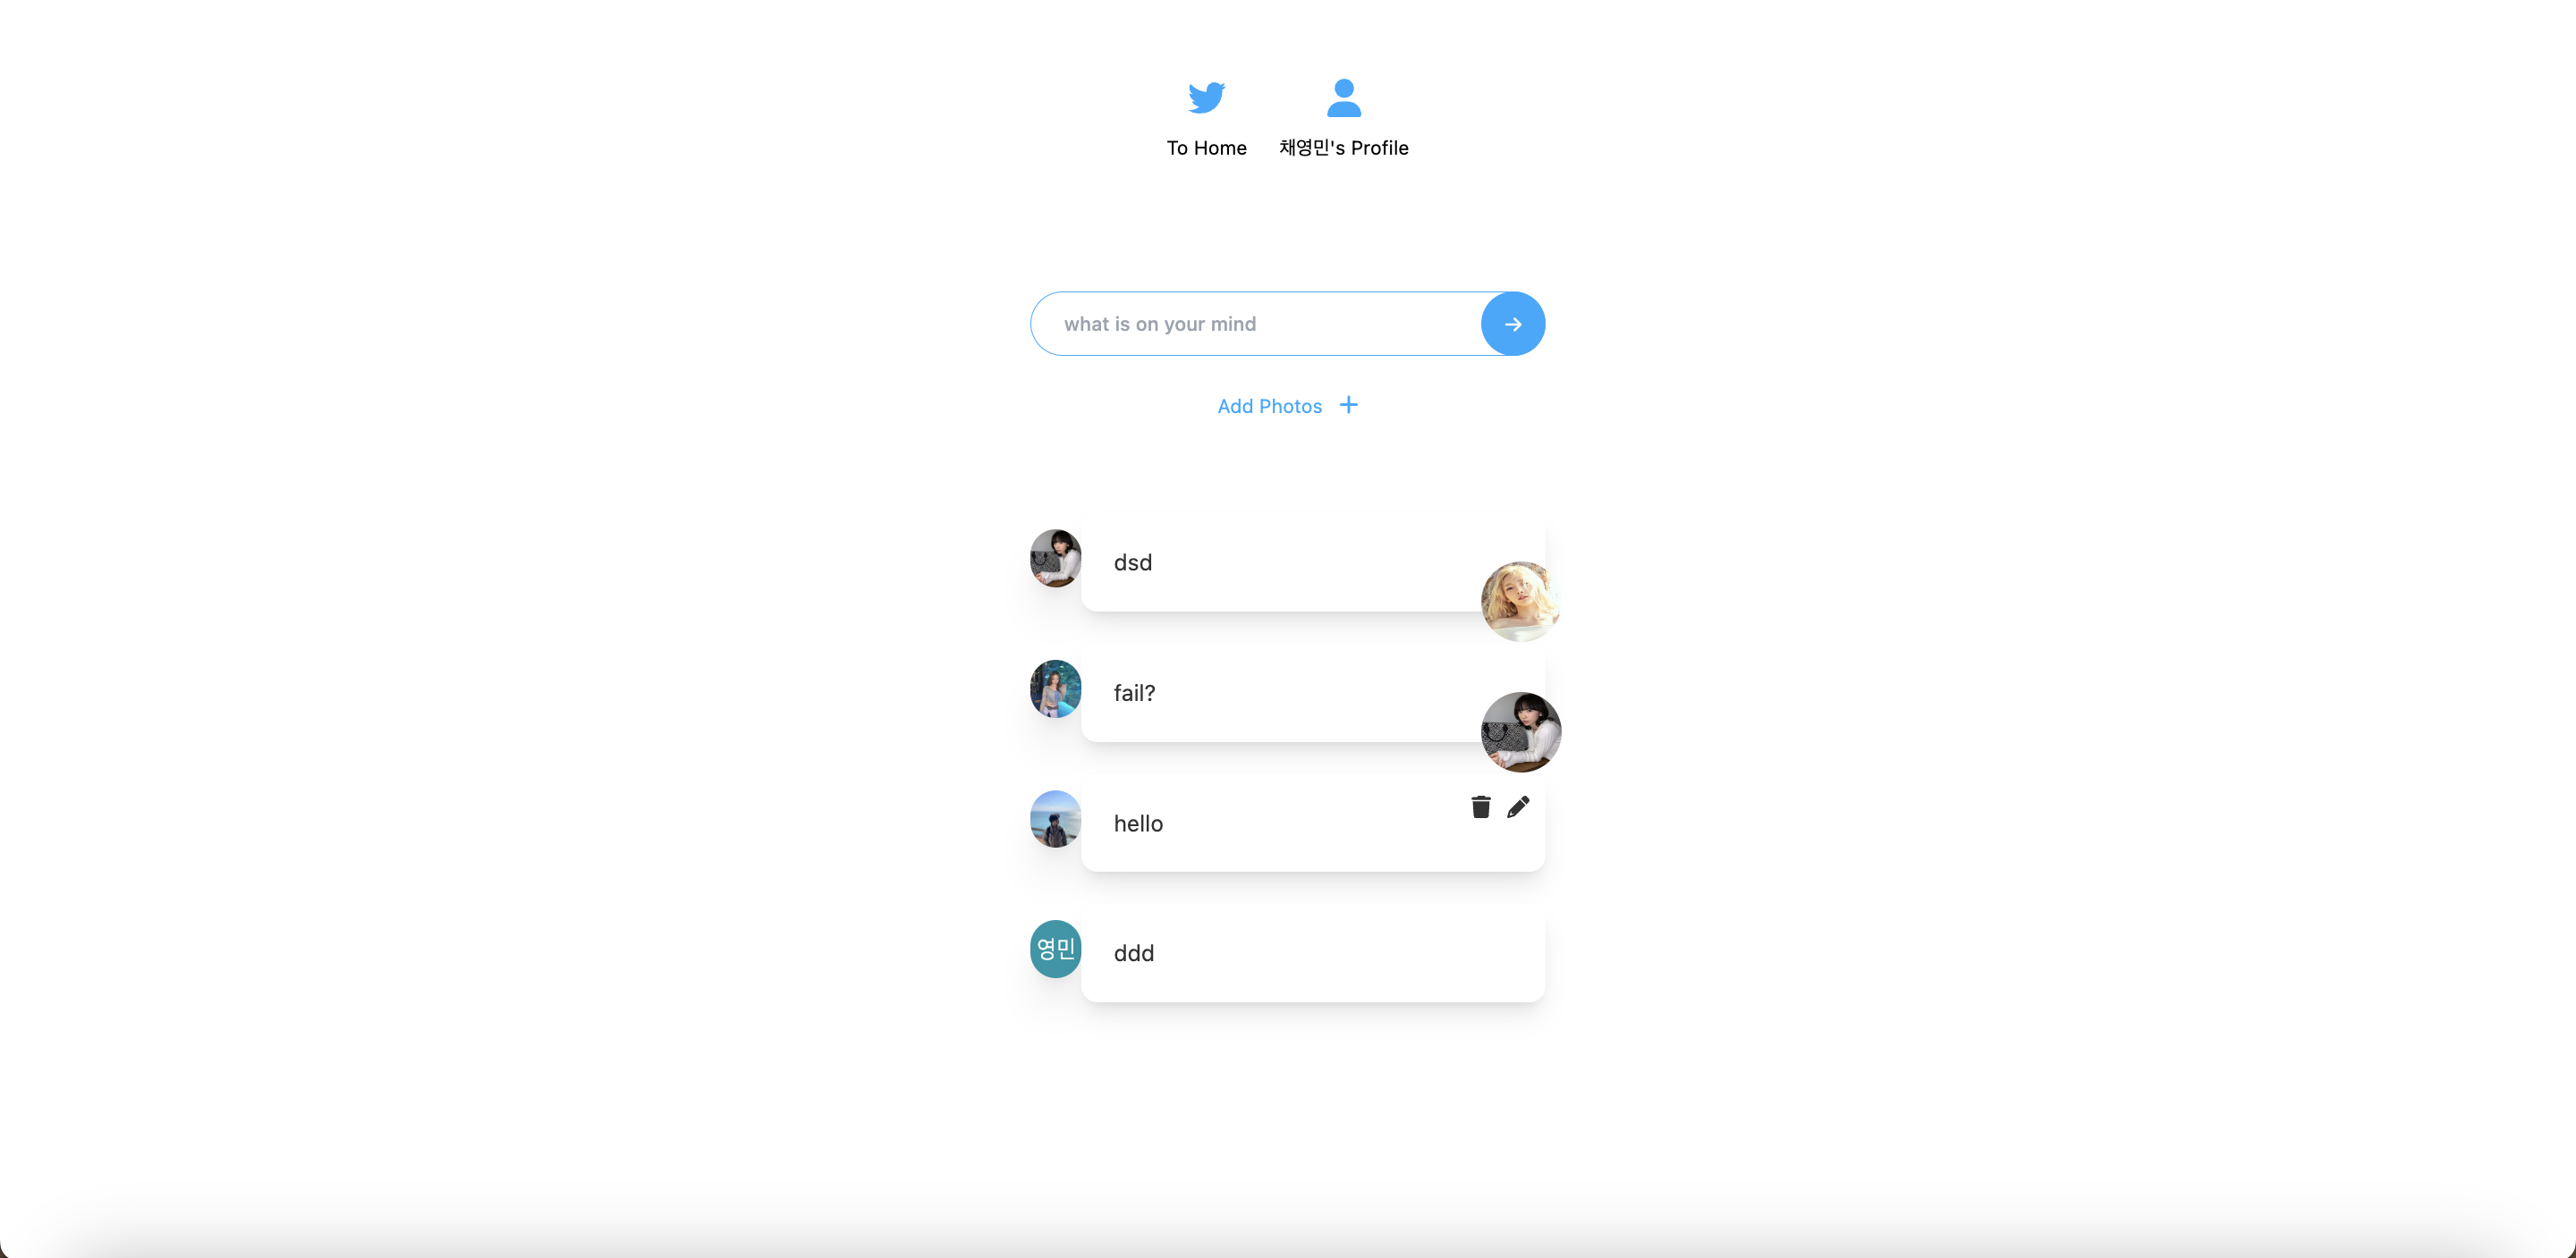 To Home
채영민's Profile
what is on your mind
Add Photos
dsd
fail?
hello
영민
ddd